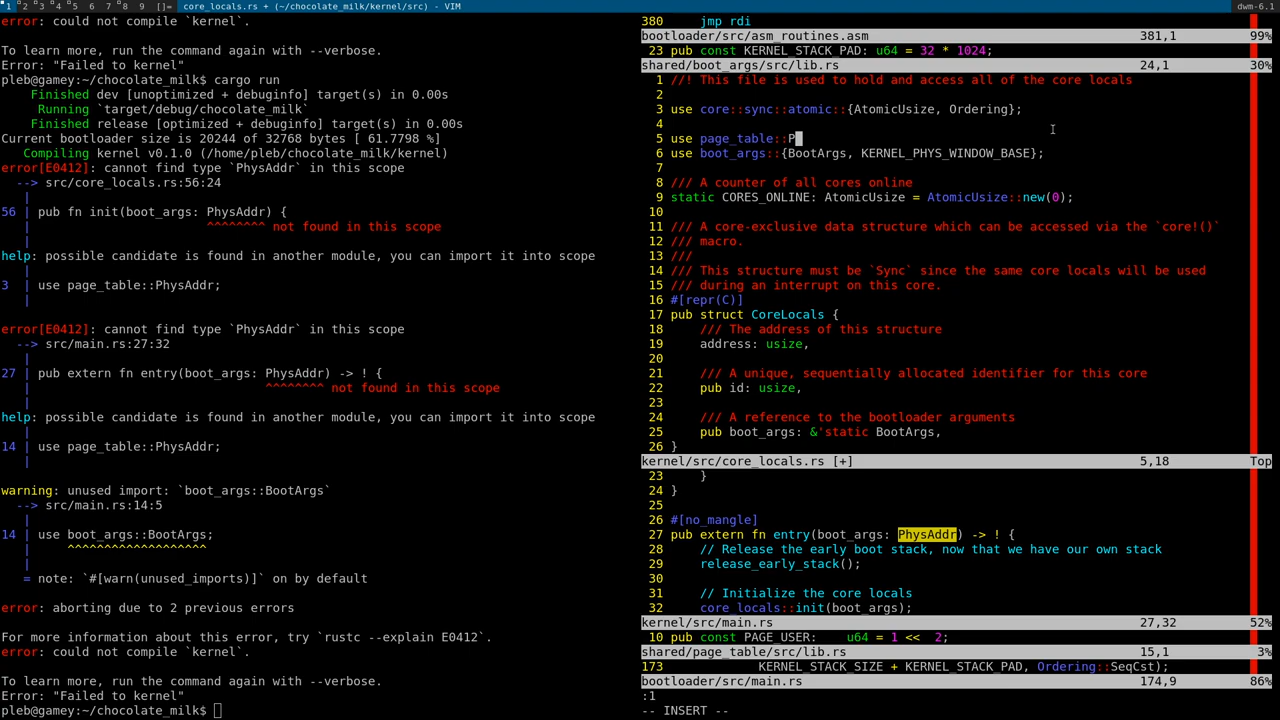 1 2 3 4 5 6 7 8 9 []= core_locals.rs + (~/chocolate_milk/kernel/src) - VIM dwm-6.1
error: could not compile `kernel`.
To learn more, run the command again with --verbose.
Error: "Failed to kernel"
pleb@gamey:~/chocolate_milk$ cargo run
    Finished dev [unoptimized + debuginfo] target(s) in 0.00s
     Running `target/debug/chocolate_milk`
    Finished release [optimized + debuginfo] target(s) in 0.00s
Current bootloader size is 20244 of 32768 bytes [ 61.7798 %]
   Compiling kernel v0.1.0 (/home/pleb/chocolate_milk/kernel)
error[E0412]: cannot find type `PhysAddr` in this scope
  --> src/core_locals.rs:56:24
   |
56 | pub fn init(boot_args: PhysAddr) {
   |                        ^^^^^^^^ not found in this scope
   |
help: possible candidate is found in another module, you can import it into scope
   |
3  | use page_table::PhysAddr;
   |
error[E0412]: cannot find type `PhysAddr` in this scope
  --> src/main.rs:27:32
   |
27 | pub extern fn entry(boot_args: PhysAddr) -> ! {
   |                                ^^^^^^^^ not found in this scope
   |
help: possible candidate is found in another module, you can import it into scope
   |
14 | use page_table::PhysAddr;
   |
warning: unused import: `boot_args::BootArgs`
  --> src/main.rs:14:5
   |
14 | use boot_args::BootArgs;
   |     ^^^^^^^^^^^^^^^^^^^
   |
   = note: `#[warn(unused_imports)]` on by default
error: aborting due to 2 previous errors
For more information about this error, try `rustc --explain E0412`.
error: could not compile `kernel`.
To learn more, run the command again with --verbose.
Error: "Failed to kernel"
pleb@gamey:~/chocolate_milk$
380     jmp rdi
bootloader/src/asm_routines.asm 381,1 99%
 23 pub const KERNEL_STACK_PAD: u64 = 32 * 1024;
shared/boot_args/src/lib.rs 24,1 30%
  1 //! This file is used to hold and access all of the core locals
  2
  3 use core::sync::atomic::{AtomicUsize, Ordering};
  4
  5 use page_table::P
  6 use boot_args::{BootArgs, KERNEL_PHYS_WINDOW_BASE};
  7
  8 /// A counter of all cores online
  9 static CORES_ONLINE: AtomicUsize = AtomicUsize::new(0);
 10
 11 /// A core-exclusive data structure which can be accessed via the `core!()`
 12 /// macro.
 13 ///
 14 /// This structure must be `Sync` since the same core locals will be used
 15 /// during an interrupt on this core.
 16 #[repr(C)]
 17 pub struct CoreLocals {
 18     /// The address of this structure
 19     address: usize,
 20
 21     /// A unique, sequentially allocated identifier for this core
 22     pub id: usize,
 23
 24     /// A reference to the bootloader arguments
 25     pub boot_args: &'static BootArgs,
 26 }
kernel/src/core_locals.rs [+] 5,18 Top
 23     }
 24 }
 25
 26 #[no_mangle]
 27 pub extern fn entry(boot_args: PhysAddr) -> ! {
 28     // Release the early boot stack, now that we have our own stack
 29     release_early_stack();
 30
 31     // Initialize the core locals
 32     core_locals::init(boot_args);
kernel/src/main.rs 27,32 52%
 10 pub const PAGE_USER:    u64 = 1 <<  2;
shared/page_table/src/lib.rs 15,1 3%
173             KERNEL_STACK_SIZE + KERNEL_STACK_PAD, Ordering::SeqCst);
bootloader/src/main.rs 174,9 86%
:1
-- INSERT --